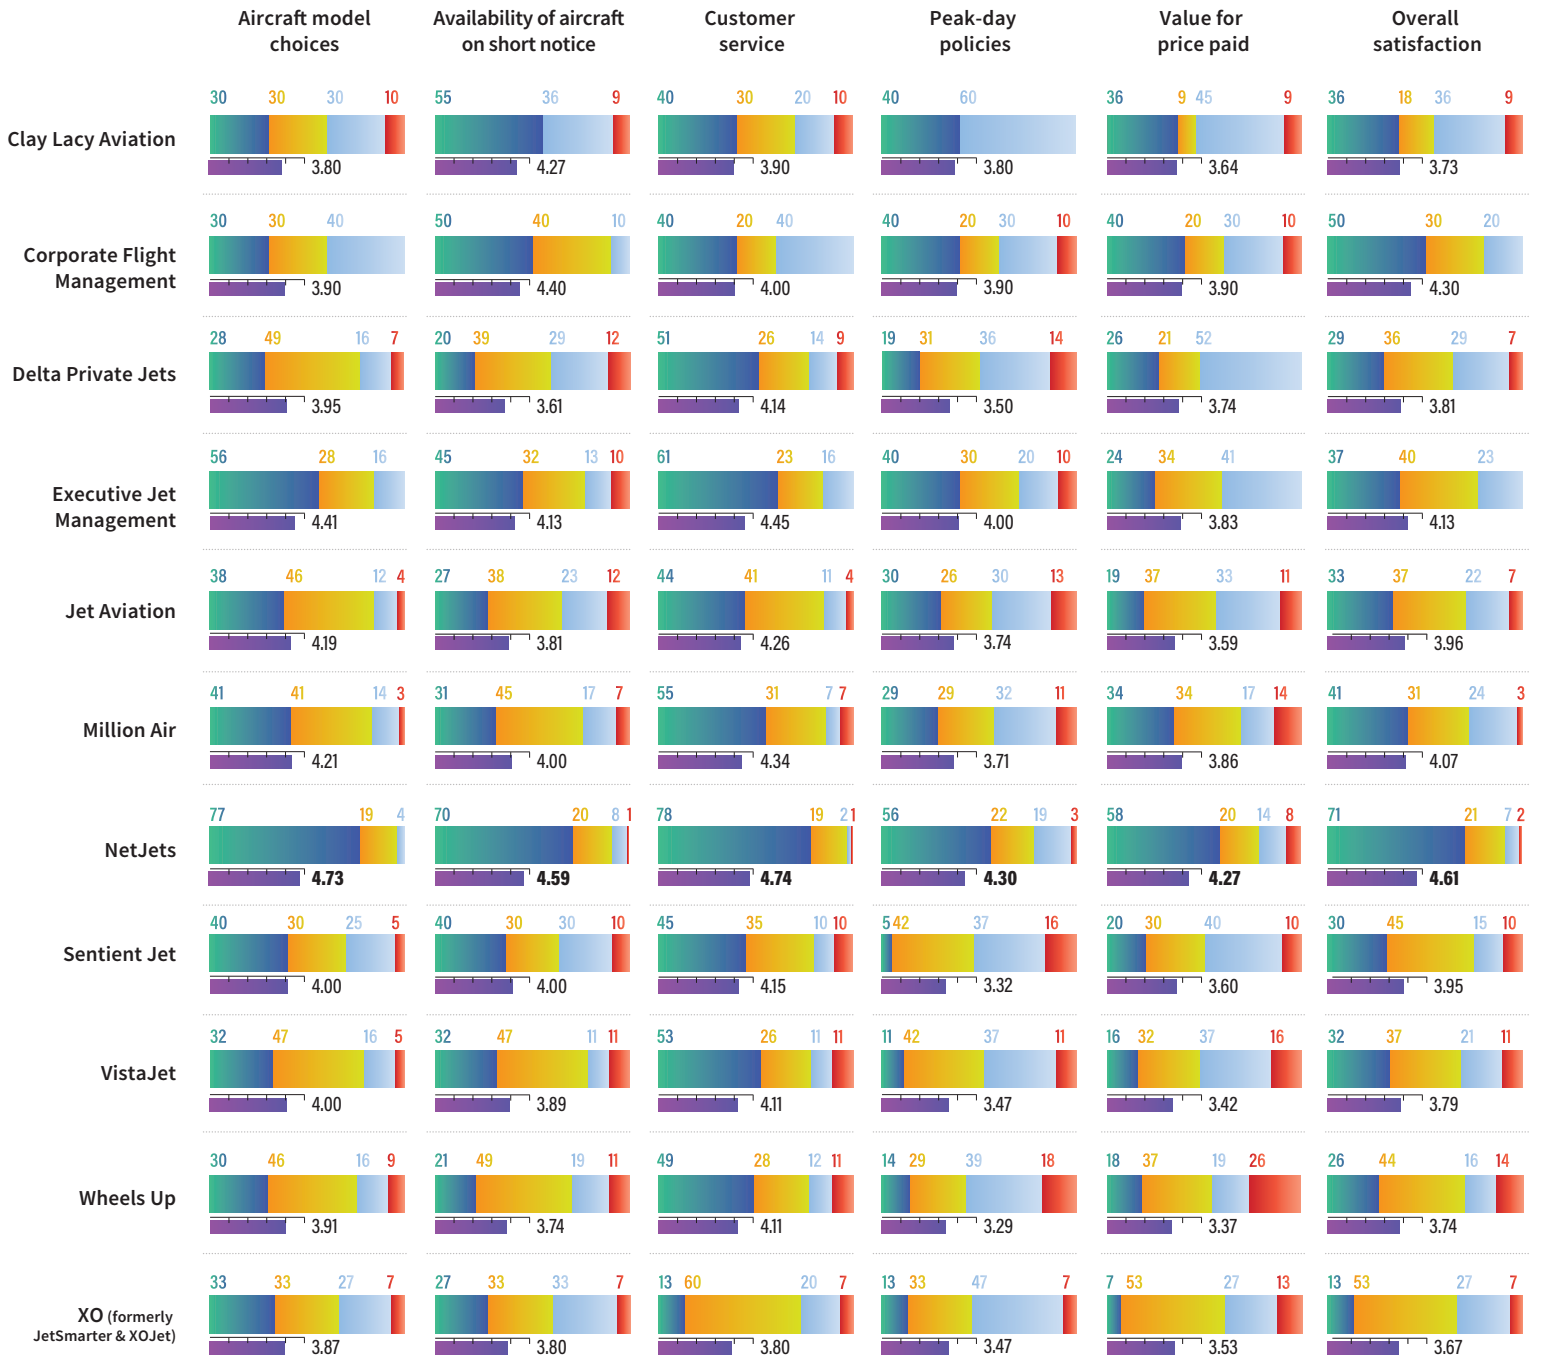 Aircraft model
choices
Availability of aircraft
on short notice
Customer
service
Peak-day
policies
Value for
price paid
Overall
satisfaction
30 30 30 10 55 36 9 40 30 20 10 40 60 36 9 45 9 36 18 36 9
Clay Lacy Aviation
3.80 4.27 3.90 3.80 3.64 3.73
30 30 40 50 40 10 40 20 40 40 20 30 10 40 20 30 10 50 30 20
Corporate Flight
Management
3.90 4.40 4.00 3.90 3.90 4.30
28 49 16 7 20 39 29 12 51 26 14 9 19 31 36 14 26 21 52 29 36 29 7
Delta Private Jets
3.95 3.61 4.14 3.50 3.74 3.81
56 28 16 45 32 13 10 61 23 16 40 30 20 10 24 34 41 37 40 23
Executive Jet
Management
4.41 4.13 4.45 4.00 3.83 4.13
38 46 12 4 27 38 23 12 44 41 11 4 30 26 30 13 19 37 33 11 33 37 22 7
Jet Aviation
4.19 3.81 4.26 3.74 3.59 3.96
41 41 14 3 31 45 17 7 55 31 7 7 29 29 32 11 34 34 17 14 41 31 24 3
Million Air
4.21 4.00 4.34 3.71 3.86 4.07
77 19 4 70 20 8 1 78 19 2 1 56 22 19 3 58 20 14 8 71 21 7 2
NetJets
4.73 4.59 4.74 4.30 4.27 4.61
40 30 25 5 40 30 30 10 45 35 10 10 5 42 37 16 20 30 40 10 30 45 15 10
Sentient Jet
4.00 4.00 4.15 3.32 3.60 3.95
32 47 16 5 32 47 11 11 53 26 11 11 11 42 37 11 16 32 37 16 32 37 21 11
VistaJet
4.00 3.89 4.11 3.47 3.42 3.79
30 46 16 9 21 49 19 11 49 28 12 11 14 29 39 18 18 37 19 26 26 44 16 14
Wheels Up
3.91 3.74 4.11 3.29 3.37 3.74
33 33 27 7 27 33 33 7 13 60 20 7 13 33 47 7 7 53 27 13 13 53 27 7
XO (formerly
JetSmarter & XOJet)
3.87 3.80 3.80 3.47 3.53 3.67